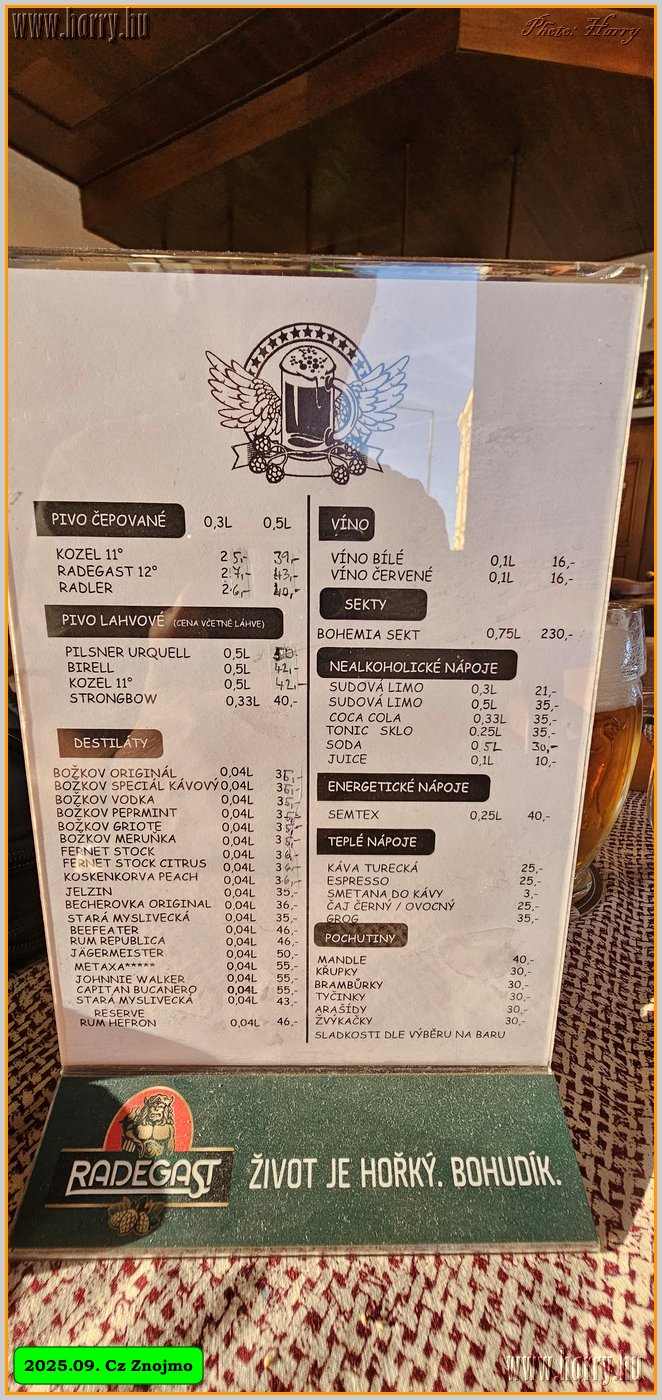 www.harry.hu
Photo: Harry
PIVO ČEPOVANÉ 0,3L 0,5L
KOZEL 11° 25,- 39,-
RADEGAST 12° 27,- 43,-
RADLER 26,- 40,-
PIVO LAHVOVÉ (CENA VČETNĚ LÁHVE)
PILSNER URQUELL 0,5L
BIRELL 0,5L 42,-
KOZEL 11° 0,5L 42,-
STRONGBOW 0,33L 40,-
DESTILÁTY
BOŽKOV ORIGINÁL 0,04L 35,-
BOŽKOV SPECIÁL KÁVOVÝ 0,04L 36,-
BOŽKOV VODKA 0,04L 35,-
BOŽKOV PEPRMINT 0,04L
BOŽKOV GRIOTE 0,04L
BOŽKOV MERUŇKA 0,04L
FERNET STOCK 0,04L
FERNET STOCK CITRUS 0,04L
KOSKENKORVA PEACH 0,04L
JELZIN 0,04L 35,-
BECHEROVKA ORIGINAL 0,04L 36,-
STARÁ MYSLIVECKÁ 0,04L 35,-
BEEFEATER 0,04L 46,-
RUM REPUBLICA 0,04L 46,-
JÄGERMEISTER 0,04L 50,-
METAXA***** 0,04L 55,-
JOHNNIE WALKER 0,04L 55,-
CAPITAN BUCANERO 0,04L 55,-
STARÁ MYSLIVECKÁ 0,04L 43,-
RESERVE
RUM HEFRON 0,04L 46,-
VÍNO
VÍNO BÍLÉ 0,1L 16,-
VÍNO ČERVENÉ 0,1L 16,-
SEKTY
BOHEMIA SEKT 0,75L 230,-
NEALKOHOLICKÉ NÁPOJE
SUDOVÁ LIMO 0,3L 21,-
SUDOVÁ LIMO 0,5L 35,-
COCA COLA 0,33L 35,-
TONIC SKLO 0,25L 35,-
SODA 0,5L 30,-
JUICE 0,1L 10,-
ENERGETICKÉ NÁPOJE
SEMTEX 0,25L 40,-
TEPLÉ NÁPOJE
KÁVA TURECKÁ 25,-
ESPRESSO 25,-
SMETANA DO KÁVY 3,-
ČAJ ČERNÝ / OVOCNÝ 25,-
GROG 35,-
POCHUTINY
MANDLE 40,-
KŘUPKY 30,-
BRAMBŮRKY 30,-
TYČINKY 30,-
ARAŠÍDY 30,-
ŽVÝKAČKY 30,-
SLADKOSTI DLE VÝBĚRU NA BARU
RADEGAST
ŽIVOT JE HOŘKÝ. BOHUDÍK.
2025.09. Cz Znojmo
www.harry.hu